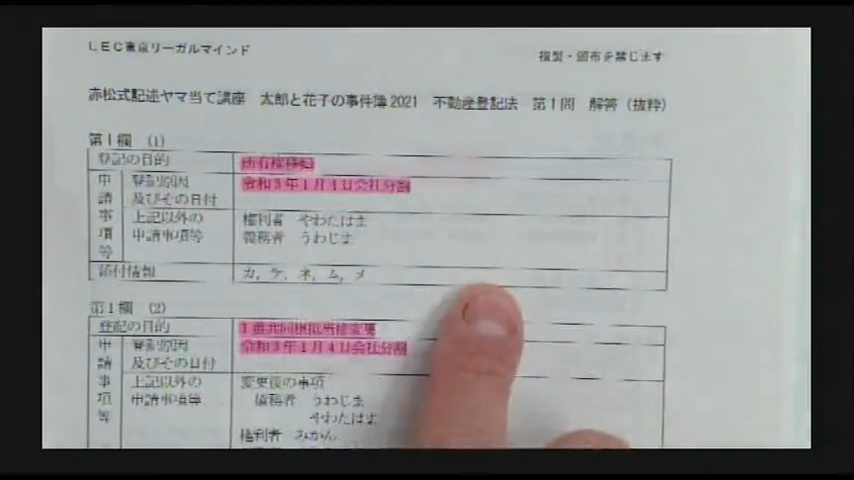 LEC東京リーガルマインド
複製・頒布を禁じます
赤松式記述ヤマ当て講座 太郎と花子の事件簿2021 不動産登記法 第1問 解答(抜粋)
第1欄 (1)
登記の目的 所有権移転
申請事項等 登記原因及びその日付 令和3年1月4日会社分割
上記以外の申請事項等 権利者 やわたはま
義務者 うわじま
添付情報 カ, ケ, ネ, ム, メ
第1欄 (2)
登記の目的 1番共同根抵当権変更
申請事項等 登記原因及びその日付 令和3年1月4日会社分割
上記以外の申請事項等 変更後の事項
債務者 うわじま
やわたはま
権利者 みかん